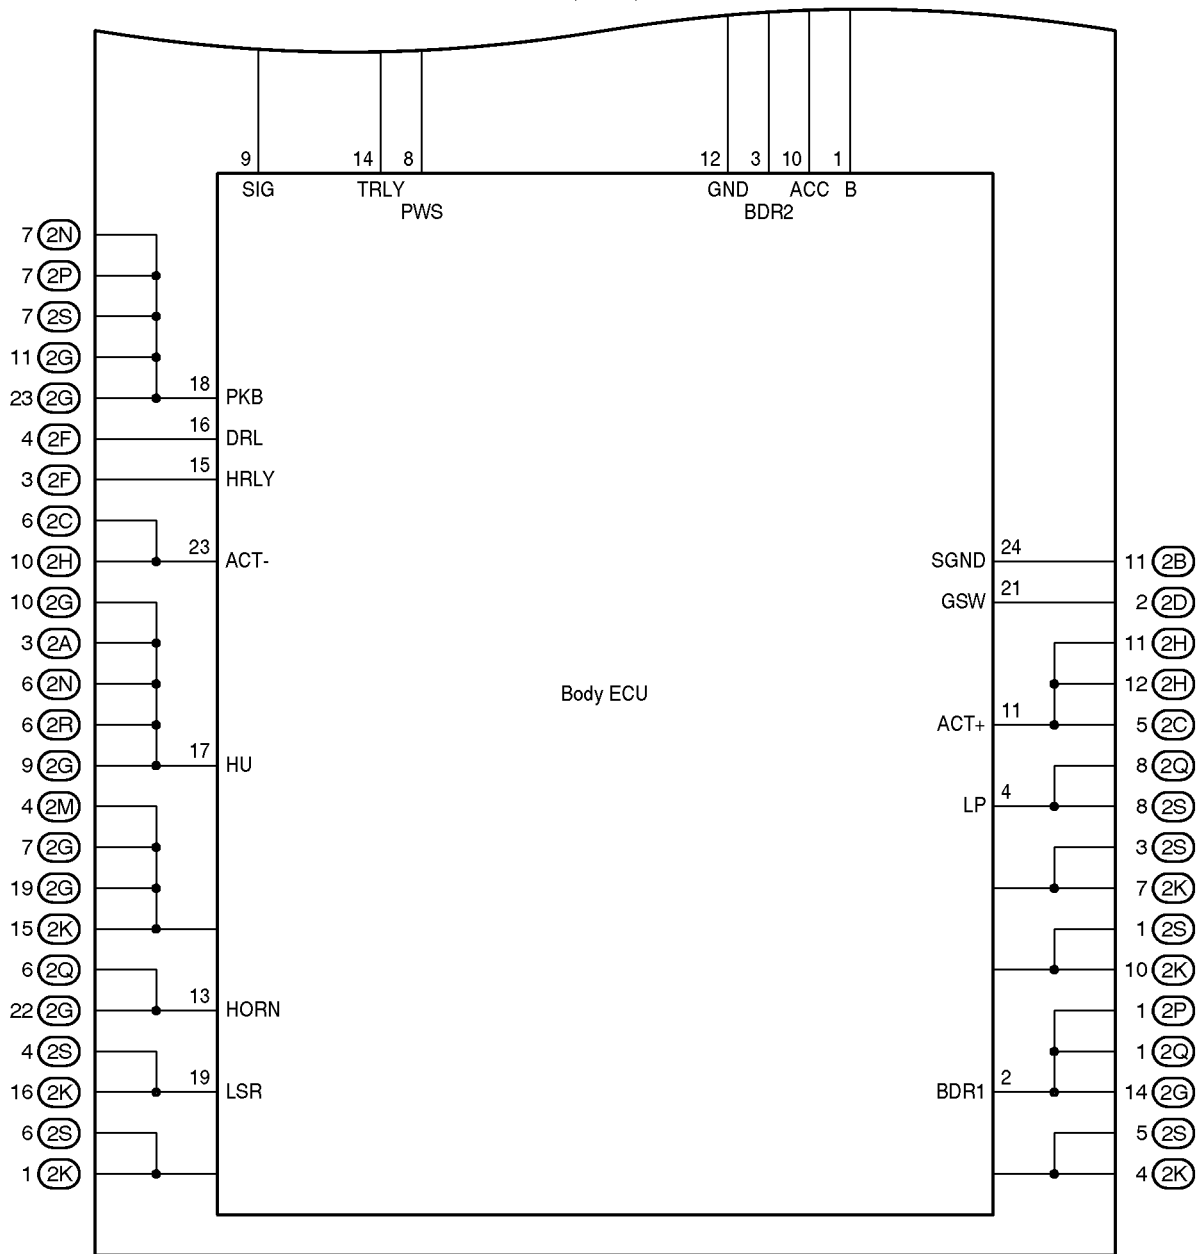 9 14 8 12 3 10 1
SIG TRLY GND ACC B
PWS BDR2
7 2N
7 2P
7 2S
11 2G
18
23 2G PKB
16
4 2F DRL
15
3 2F HRLY
6 2C
23 24
10 2H ACT- SGND 11 2B
21
10 2G GSW 2 2D
3 2A 11 2H
6 2N Body ECU 12 2H
11
6 2R ACT+ 5 2C
17
9 2G HU 8 2Q
4
4 2M LP 8 2S
7 2G 3 2S
19 2G 7 2K
15 2K 1 2S
6 2Q 10 2K
13
22 2G HORN 1 2P
4 2S 1 2Q
19 2
16 2K LSR BDR1 14 2G
6 2S 5 2S
1 2K 4 2K